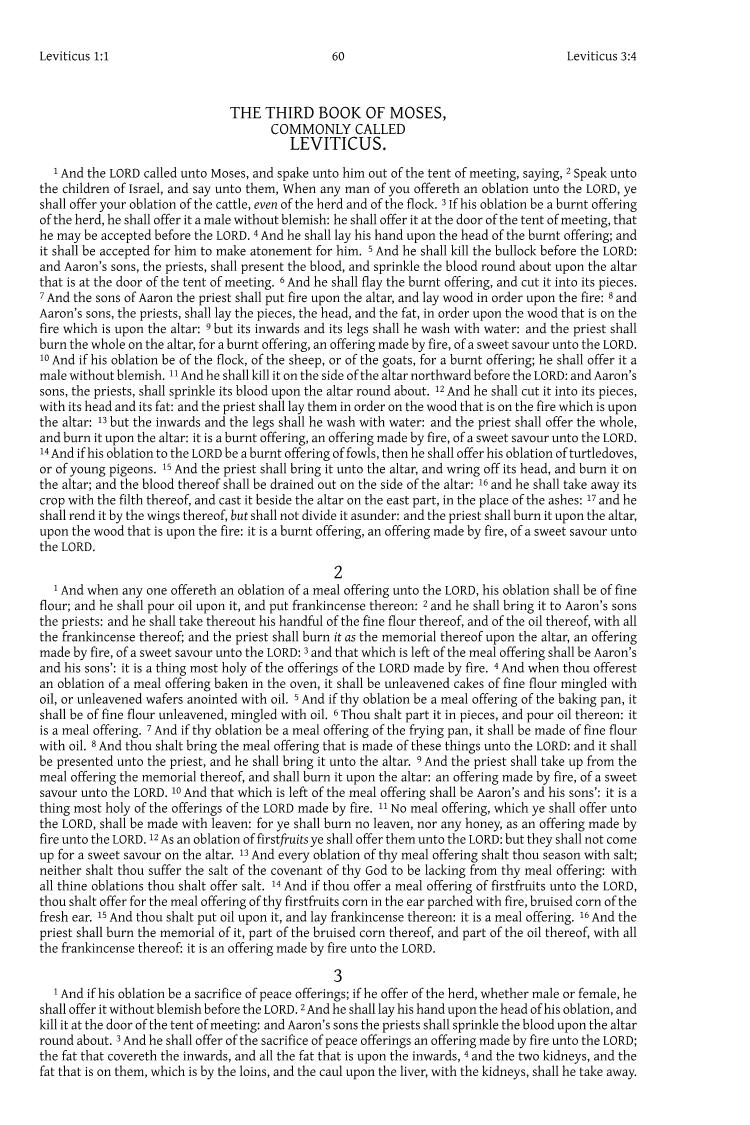 Leviticus 1:1 60 Leviticus 3:4
THE THIRD BOOK OF MOSES,
COMMONLY CALLED
LEVITICUS.
1 And the LORD called unto Moses, and spake unto him out of the tent of meeting, saying, 2 Speak unto
the children of Israel, and say unto them, When any man of you offereth an oblation unto the LORD, ye
shall offer your oblation of the cattle, even of the herd and of the flock. 3 If his oblation be a burnt offering
of the herd, he shall offer it a male without blemish: he shall offer it at the door of the tent of meeting, that
he may be accepted before the LORD. 4 And he shall lay his hand upon the head of the burnt offering; and
it shall be accepted for him to make atonement for him. 5 And he shall kill the bullock before the LORD:
and Aaron's sons, the priests, shall present the blood, and sprinkle the blood round about upon the altar
that is at the door of the tent of meeting. 6 And he shall flay the burnt offering, and cut it into its pieces.
7 And the sons of Aaron the priest shall put fire upon the altar, and lay wood in order upon the fire: 8 and
Aaron's sons, the priests, shall lay the pieces, the head, and the fat, in order upon the wood that is on the
fire which is upon the altar: 9 but its inwards and its legs shall he wash with water: and the priest shall
burn the whole on the altar, for a burnt offering, an offering made by fire, of a sweet savour unto the LORD.
10 And if his oblation be of the flock, of the sheep, or of the goats, for a burnt offering; he shall offer it a
male without blemish. 11 And he shall kill it on the side of the altar northward before the LORD: and Aaron's
sons, the priests, shall sprinkle its blood upon the altar round about. 12 And he shall cut it into its pieces,
with its head and its fat: and the priest shall lay them in order on the wood that is on the fire which is upon
the altar: 13 but the inwards and the legs shall he wash with water: and the priest shall offer the whole,
and burn it upon the altar: it is a burnt offering, an offering made by fire, of a sweet savour unto the LORD.
14 And if his oblation to the LORD be a burnt offering of fowls, then he shall offer his oblation of turtledoves,
or of young pigeons. 15 And the priest shall bring it unto the altar, and wring off its head, and burn it on
the altar; and the blood thereof shall be drained out on the side of the altar: 16 and he shall take away its
crop with the filth thereof, and cast it beside the altar on the east part, in the place of the ashes: 17 and he
shall rend it by the wings thereof, but shall not divide it asunder: and the priest shall burn it upon the altar,
upon the wood that is upon the fire: it is a burnt offering, an offering made by fire, of a sweet savour unto
the LORD.
2
1 And when any one offereth an oblation of a meal offering unto the LORD, his oblation shall be of fine
flour; and he shall pour oil upon it, and put frankincense thereon: 2 and he shall bring it to Aaron's sons
the priests: and he shall take thereout his handful of the fine flour thereof, and of the oil thereof, with all
the frankincense thereof; and the priest shall burn it as the memorial thereof upon the altar, an offering
made by fire, of a sweet savour unto the LORD: 3 and that which is left of the meal offering shall be Aaron's
and his sons': it is a thing most holy of the offerings of the LORD made by fire. 4 And when thou offerest
an oblation of a meal offering baken in the oven, it shall be unleavened cakes of fine flour mingled with
oil, or unleavened wafers anointed with oil. 5 And if thy oblation be a meal offering of the baking pan, it
shall be of fine flour unleavened, mingled with oil. 6 Thou shalt part it in pieces, and pour oil thereon: it
is a meal offering. 7 And if thy oblation be a meal offering of the frying pan, it shall be made of fine flour
with oil. 8 And thou shalt bring the meal offering that is made of these things unto the LORD: and it shall
be presented unto the priest, and he shall bring it unto the altar. 9 And the priest shall take up from the
meal offering the memorial thereof, and shall burn it upon the altar: an offering made by fire, of a sweet
savour unto the LORD. 10 And that which is left of the meal offering shall be Aaron's and his sons': it is a
thing most holy of the offerings of the LORD made by fire. 11 No meal offering, which ye shall offer unto
the LORD, shall be made with leaven: for ye shall burn no leaven, nor any honey, as an offering made by
fire unto the LORD. 12 As an oblation of firstfruits ye shall offer them unto the LORD: but they shall not come
up for a sweet savour on the altar. 13 And every oblation of thy meal offering shalt thou season with salt;
neither shalt thou suffer the salt of the covenant of thy God to be lacking from thy meal offering: with
all thine oblations thou shalt offer salt. 14 And if thou offer a meal offering of firstfruits unto the LORD,
thou shalt offer for the meal offering of thy firstfruits corn in the ear parched with fire, bruised corn of the
fresh ear. 15 And thou shalt put oil upon it, and lay frankincense thereon: it is a meal offering. 16 And the
priest shall burn the memorial of it, part of the bruised corn thereof, and part of the oil thereof, with all
the frankincense thereof: it is an offering made by fire unto the LORD.
3
1 And if his oblation be a sacrifice of peace offerings; if he offer of the herd, whether male or female, he
shall offer it without blemish before the LORD. 2 And he shall lay his hand upon the head of his oblation, and
kill it at the door of the tent of meeting: and Aaron's sons the priests shall sprinkle the blood upon the altar
round about. 3 And he shall offer of the sacrifice of peace offerings an offering made by fire unto the LORD;
the fat that covereth the inwards, and all the fat that is upon the inwards, 4 and the two kidneys, and the
fat that is on them, which is by the loins, and the caul upon the liver, with the kidneys, shall he take away.